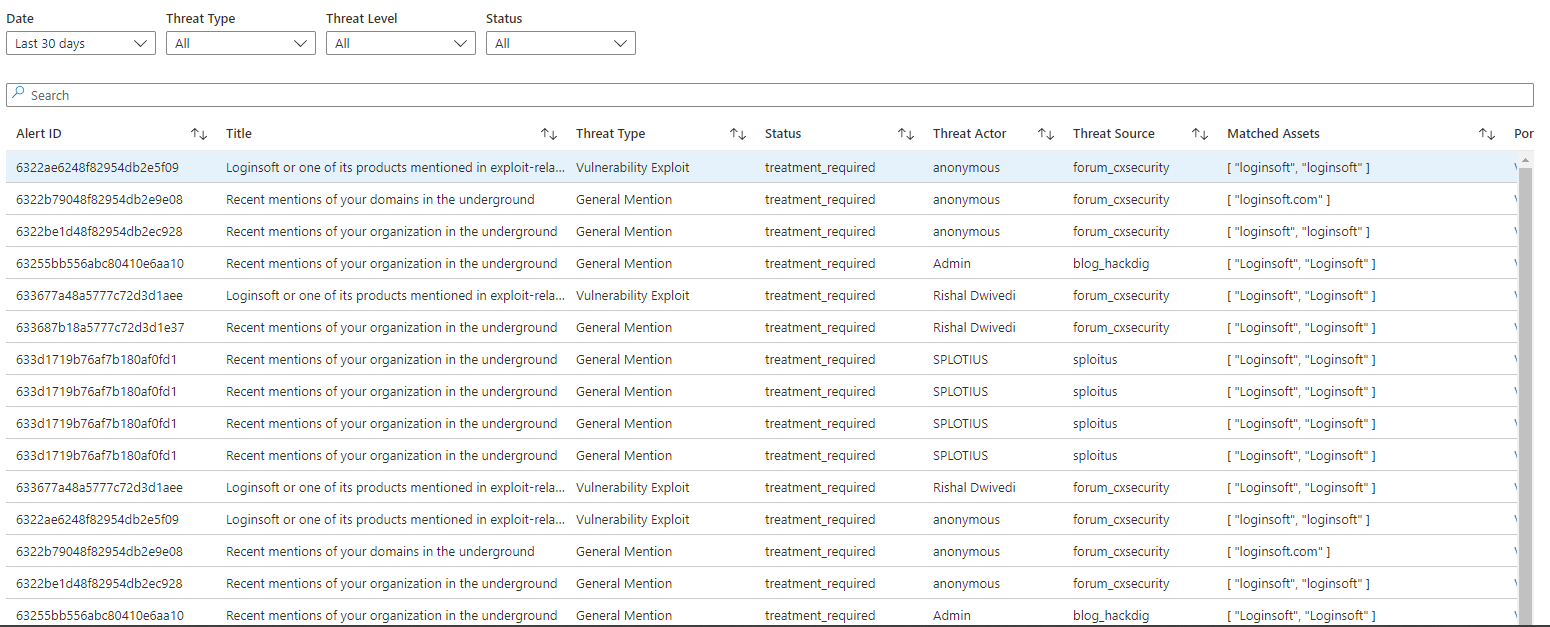 Date Threat Type Threat Level Status
Last 30 days All All All
Search
Alert ID Title Threat Type Status Threat Actor Threat Source Matched Assets Por
6322ae6248f82954db2e5f09 Loginsoft or one of its products mentioned in exploit-rela... Vulnerability Exploit treatment_required anonymous forum_cxsecurity [ "loginsoft", "loginsoft" ]
6322b79048f82954db2e9e08 Recent mentions of your domains in the underground General Mention treatment_required anonymous forum_cxsecurity [ "loginsoft.com" ]
6322be1d48f82954db2ec928 Recent mentions of your organization in the underground General Mention treatment_required anonymous forum_cxsecurity [ "loginsoft", "loginsoft" ]
63255bb556abc80410e6aa10 Recent mentions of your organization in the underground General Mention treatment_required Admin blog_hackdig [ "Loginsoft", "Loginsoft" ]
633677a48a5777c72d3d1aee Loginsoft or one of its products mentioned in exploit-rela... Vulnerability Exploit treatment_required Rishal Dwivedi forum_cxsecurity [ "Loginsoft", "Loginsoft" ]
633687b18a5777c72d3d1e37 Recent mentions of your organization in the underground General Mention treatment_required Rishal Dwivedi forum_cxsecurity [ "Loginsoft", "Loginsoft" ]
633d1719b76af7b180af0fd1 Recent mentions of your organization in the underground General Mention treatment_required SPLOTIUS sploitus [ "Loginsoft", "Loginsoft" ]
633d1719b76af7b180af0fd1 Recent mentions of your organization in the underground General Mention treatment_required SPLOTIUS sploitus [ "Loginsoft", "Loginsoft" ]
633d1719b76af7b180af0fd1 Recent mentions of your organization in the underground General Mention treatment_required SPLOTIUS sploitus [ "Loginsoft", "Loginsoft" ]
633d1719b76af7b180af0fd1 Recent mentions of your organization in the underground General Mention treatment_required SPLOTIUS sploitus [ "Loginsoft", "Loginsoft" ]
633677a48a5777c72d3d1aee Loginsoft or one of its products mentioned in exploit-rela... Vulnerability Exploit treatment_required Rishal Dwivedi forum_cxsecurity [ "Loginsoft", "Loginsoft" ]
6322ae6248f82954db2e5f09 Loginsoft or one of its products mentioned in exploit-rela... Vulnerability Exploit treatment_required anonymous forum_cxsecurity [ "loginsoft", "loginsoft" ]
6322b79048f82954db2e9e08 Recent mentions of your domains in the underground General Mention treatment_required anonymous forum_cxsecurity [ "loginsoft.com" ]
6322be1d48f82954db2ec928 Recent mentions of your organization in the underground General Mention treatment_required anonymous forum_cxsecurity [ "loginsoft", "loginsoft" ]
63255bb556abc80410e6aa10 Recent mentions of your organization in the underground General Mention treatment_required Admin blog_hackdig [ "Loginsoft", "Loginsoft" ]